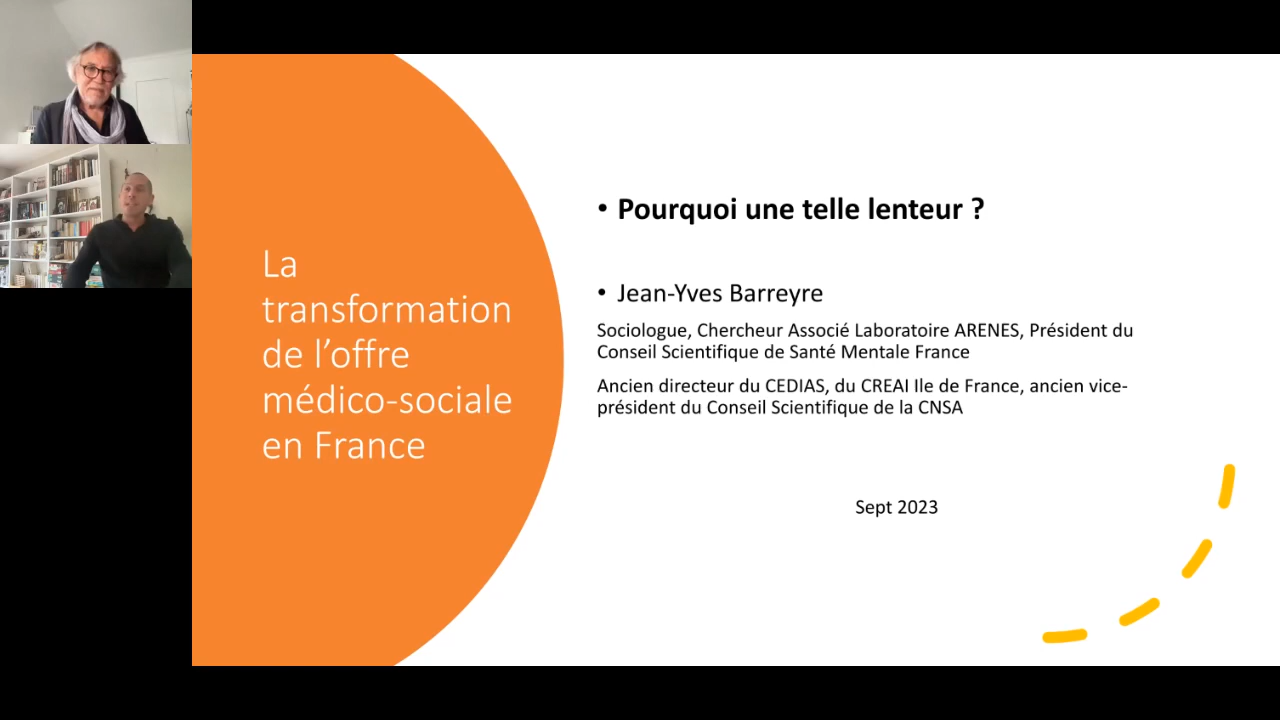 La
transformation
de l’offre
médico-sociale
en France
• Pourquoi une telle lenteur ?
• Jean-Yves Barreyre
Sociologue, Chercheur Associé Laboratoire ARENES, Président du
Conseil Scientifique de Santé Mentale France
Ancien directeur du CEDIAS, du CREAI Ile de France, ancien vice-
président du Conseil Scientifique de la CNSA
Sept 2023